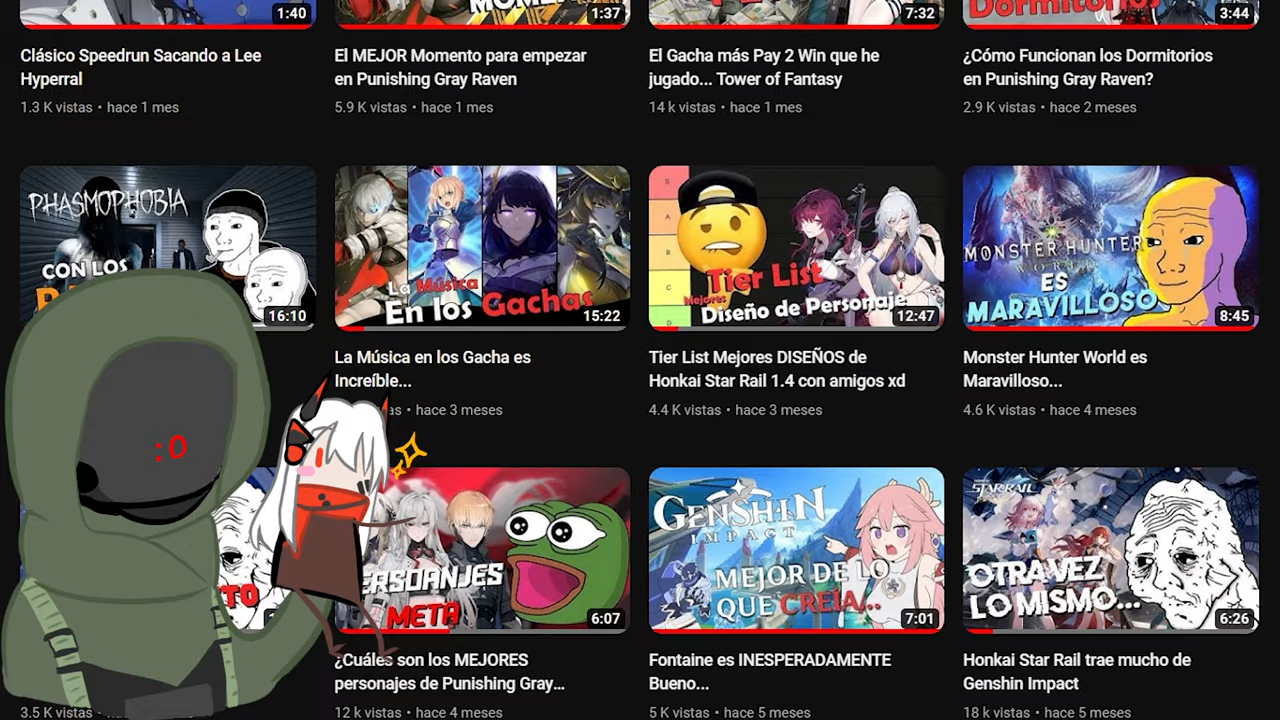 MOMENTO
Dormitorios
1:40
1:37
7:32
3:44
Clásico Speedrun Sacando a Lee
Hyperral
1.3 K vistas • hace 1 mes
El MEJOR Momento para empezar
en Punishing Gray Raven
5.9 K vistas • hace 1 mes
El Gacha más Pay 2 Win que he
jugado... Tower of Fantasy
14 k vistas • hace 1 mes
¿Cómo Funcionan los Dormitorios
en Punishing Gray Raven?
2.9 K vistas • hace 2 meses
PHASMOPHOBIA
CON LOS
16:10
La Música
En los Gachas
15:22
S
A
B
C
D
Tier List
Mejores
Diseño de Personaje
12:47
MONSTER HUNTER
WORLD
ES
MARAVILLOSO
8:45
La Música en los Gacha es
Increíble...
hace 3 meses
Tier List Mejores DISEÑOS de
Honkai Star Rail 1.4 con amigos xd
4.4 K vistas • hace 3 meses
Monster Hunter World es
Maravilloso...
4.6 K vistas • hace 4 meses
:O
ERSOANJES
META
6:07
GENSHIN
IMPACT
MEJOR DE LO
QUE CREÍA...
7:01
HONKAI
STAR RAIL
OTRA VEZ
LO MISMO...
6:26
¿Cuáles son los MEJORES
personajes de Punishing Gray...
12 k vistas • hace 4 meses
Fontaine es INESPERADAMENTE
Bueno...
5 K vistas • hace 5 meses
Honkai Star Rail trae mucho de
Genshin Impact
18 k vistas • hace 5 meses
3.5 K vistas •